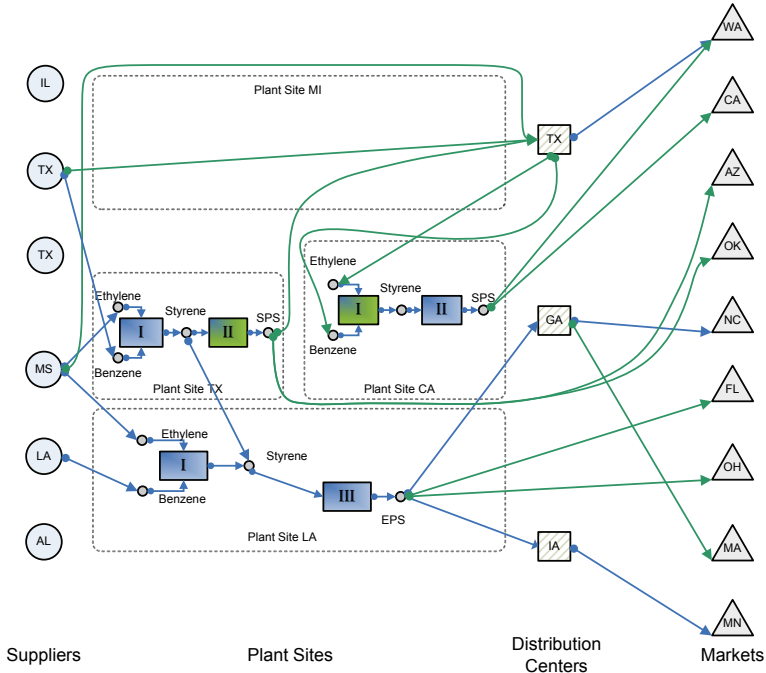 WA
IL
Plant Site MI
CA
TX
TX
AZ
TX
OK
Ethylene
Ethylene
Styrene
SPS
Styrene
SPS
I
II
I
II
GA
NC
Benzene
Benzene
MS
Plant Site TX
Plant Site CA
FL
Ethylene
LA
I
Styrene
OH
Benzene
III
EPS
AL
Plant Site LA
IA
MA
MN
Suppliers
Plant Sites
Distribution
Centers
Markets